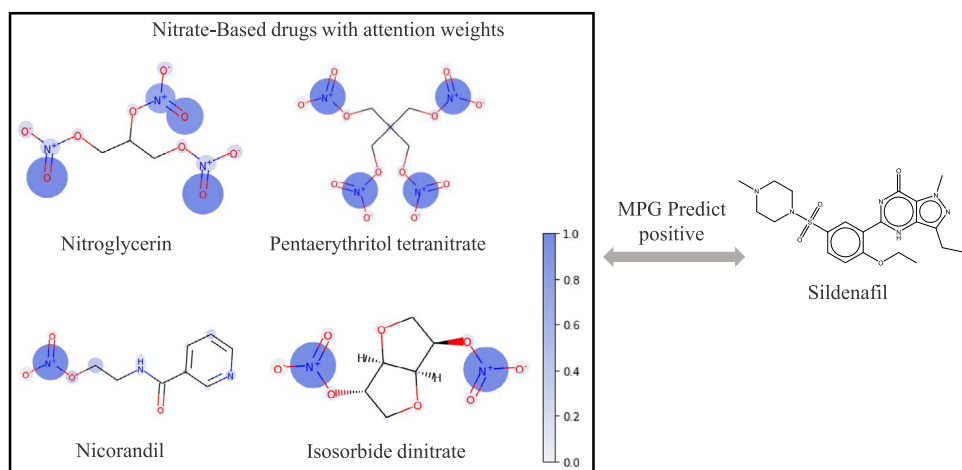 Nitrate-Based drugs with attention weights
O⁻
N⁺
O
O
O
O⁻
N⁺
O
O
N⁺
O⁻
O
Nitroglycerin
O
N⁺
O⁻
O
O
N⁺
O⁻
O
O
N⁺
O⁻
O
O
N⁺
O
O⁻
Pentaerythritol tetranitrate
O
N⁺
O⁻
O
H
N
O
N
Nicorandil
O
N⁺
O⁻
O
H
O
H
O
O
N⁺
O⁻
O
Isosorbide dinitrate
1.0
0.8
0.6
0.4
0.2
0.0
MPG Predict
positive
N
N
O
S
O
O
N
NH
N
N
O
Sildenafil